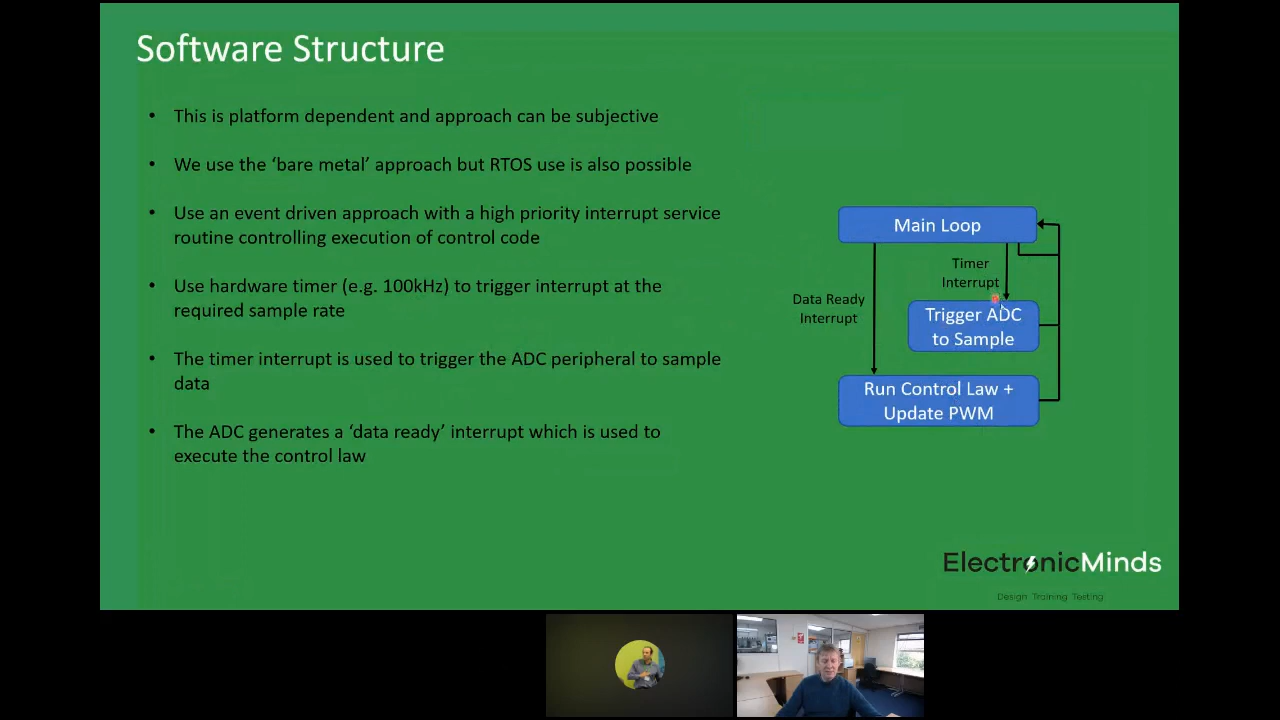 Software Structure
• This is platform dependent and approach can be subjective
• We use the ‘bare metal’ approach but RTOS use is also possible
• Use an event driven approach with a high priority interrupt service
routine controlling execution of control code
• Use hardware timer (e.g. 100kHz) to trigger interrupt at the
required sample rate
• The timer interrupt is used to trigger the ADC peripheral to sample
data
• The ADC generates a ‘data ready’ interrupt which is used to
execute the control law
Main Loop
Timer
Interrupt
Data Ready
Interrupt
Trigger ADC
to Sample
Run Control Law +
Update PWM
ElectronicMinds
Design Training Testing